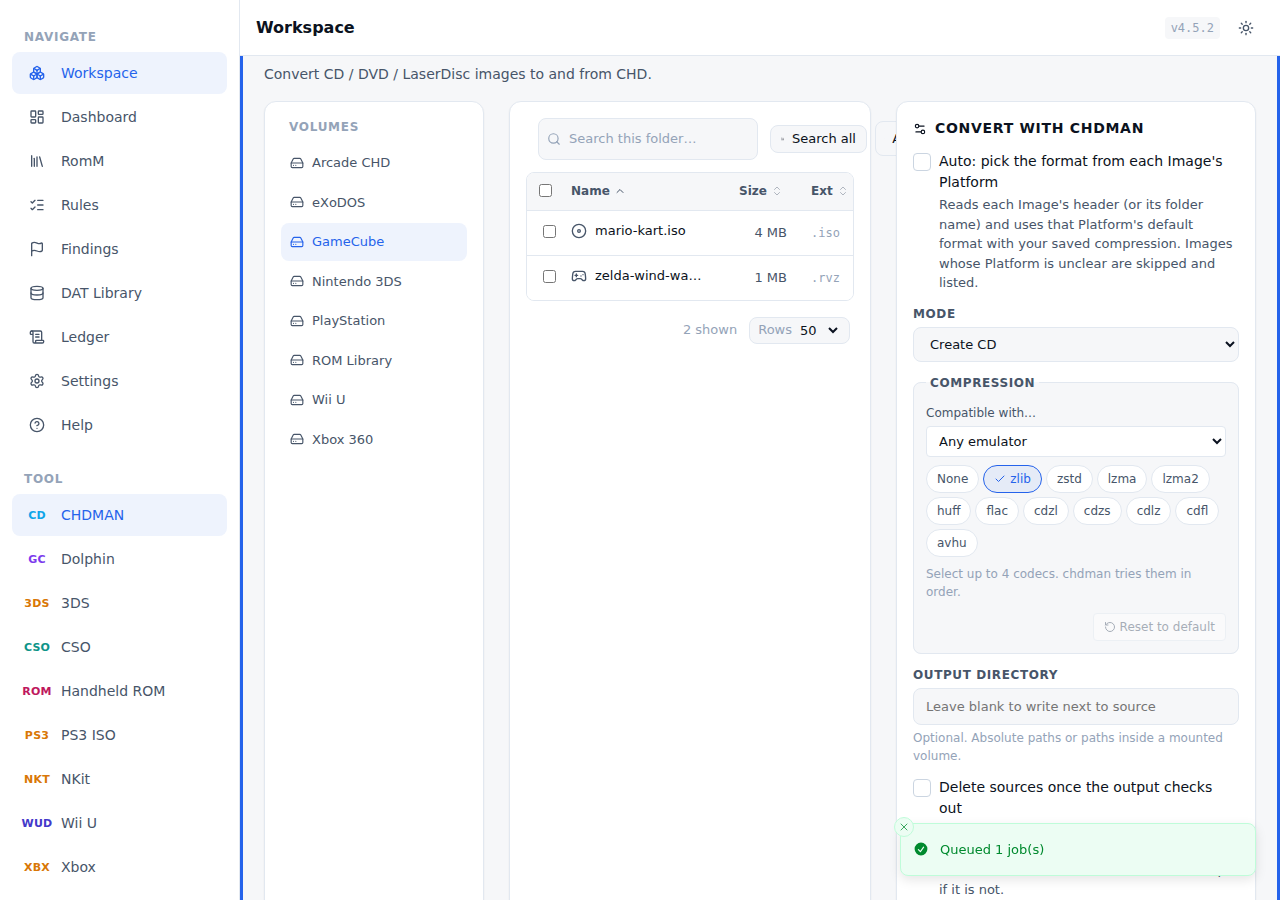 NAVIGATE
Workspace
Dashboard
RomM
Rules
Findings
DAT Library
Ledger
Settings
Help
TOOL
CD CHDMAN
GC Dolphin
3DS 3DS
CSO CSO
ROM Handheld ROM
PS3 PS3 ISO
NKT NKit
WUD Wii U
XBX Xbox
Workspace
v4.5.2
Convert CD / DVD / LaserDisc images to and from CHD.
VOLUMES
Arcade CHD
eXoDOS
GameCube
Nintendo 3DS
PlayStation
ROM Library
Wii U
Xbox 360
Search this folder…
Search all
Name Size Ext
mario-kart.iso 4 MB .iso
zelda-wind-wa… 1 MB .rvz
2 shown Rows 50
CONVERT WITH CHDMAN
Auto: pick the format from each Image's
Platform
Reads each Image's header (or its folder
name) and uses that Platform's default
format with your saved compression. Images
whose Platform is unclear are skipped and
listed.
MODE
Create CD
COMPRESSION
Compatible with…
Any emulator
None zlib zstd lzma lzma2
huff flac cdzl cdzs cdlz cdfl
avhu
Select up to 4 codecs. chdman tries them in
order.
Reset to default
OUTPUT DIRECTORY
Leave blank to write next to source
Optional. Absolute paths or paths inside a mounted
volume.
Delete sources once the output checks
out
Queued 1 job(s)
if it is not.